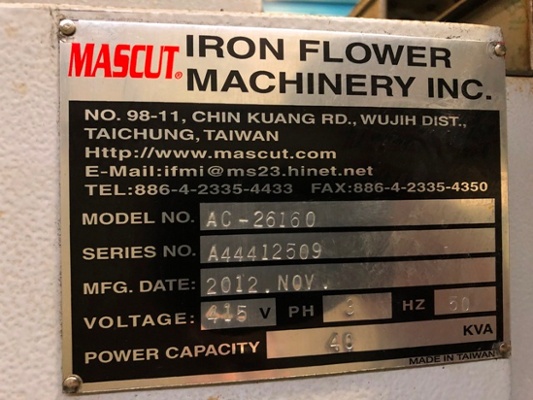 MASCUT® IRON FLOWER
MACHINERY INC.
NO. 98-11, CHIN KUANG RD., WUJIH DIST.,
TAICHUNG, TAIWAN
Http://www.mascut.com
E-Mail:ifmi@ms23.hinet.net
TEL:886-4-2335-4433 FAX:886-4-2335-4350
MODEL NO. AC-26160
SERIES NO. A44412509
MFG. DATE: 2012.NOV.
VOLTAGE: 415 V PH 3 HZ 50
POWER CAPACITY 40 KVA
MADE IN TAIWAN